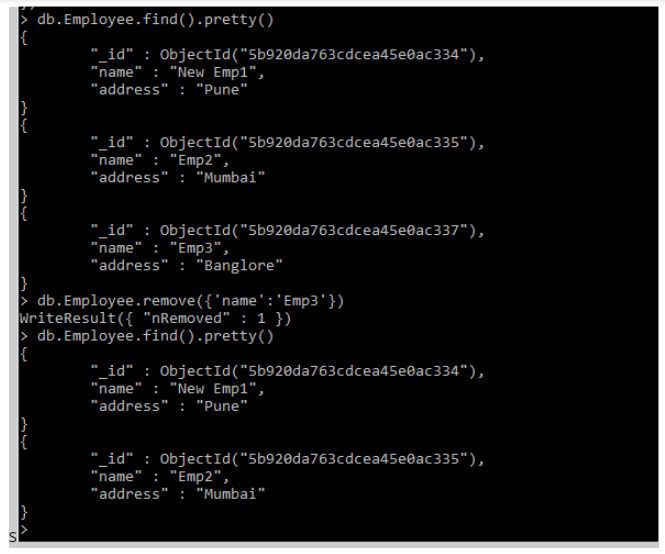 > db.Employee.find().pretty()
{
"_id" : ObjectId("5b920da763cdcea45e0ac334"),
"name" : "New Emp1",
"address" : "Pune"
}
{
"_id" : ObjectId("5b920da763cdcea45e0ac335"),
"name" : "Emp2",
"address" : "Mumbai"
}
{
"_id" : ObjectId("5b920da763cdcea45e0ac337"),
"name" : "Emp3",
"address" : "Banglore"
}
> db.Employee.remove({'name':'Emp3'})
WriteResult({ "nRemoved" : 1 })
> db.Employee.find().pretty()
{
"_id" : ObjectId("5b920da763cdcea45e0ac334"),
"name" : "New Emp1",
"address" : "Pune"
}
{
"_id" : ObjectId("5b920da763cdcea45e0ac335"),
"name" : "Emp2",
"address" : "Mumbai"
}
s>